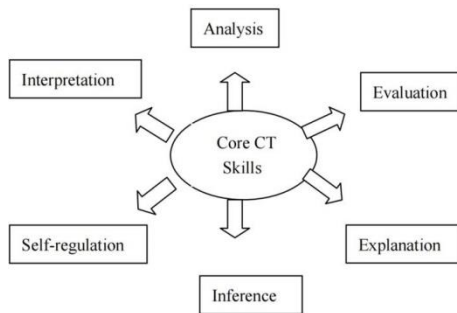 Analysis
Interpretation
Evaluation
Core CT
Skills
Self-regulation
Explanation
Inference